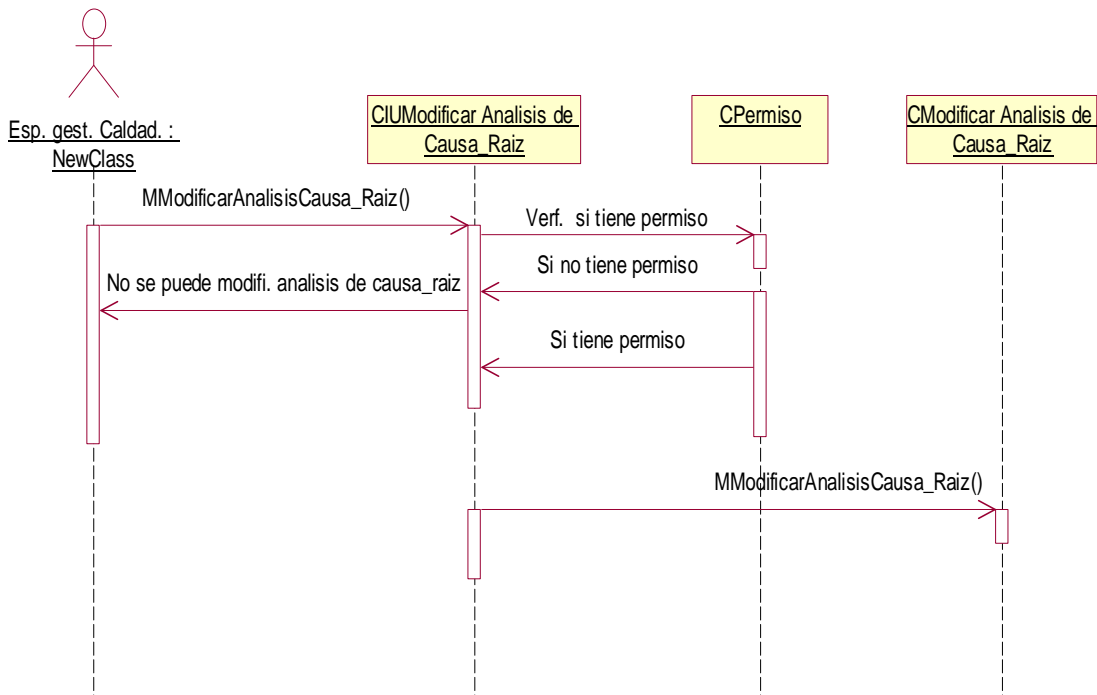 Esp. gest. Caldad. :
NewClass
CIUModificar Analisis de
Causa_Raiz
CPermiso
CModificar Analisis de
Causa_Raiz
MModificarAnalisisCausa_Raiz()
Verf. si tiene permiso
Si no tiene permiso
No se puede modifi. analisis de causa_raiz
Si tiene permiso
MModificarAnalisisCausa_Raiz()